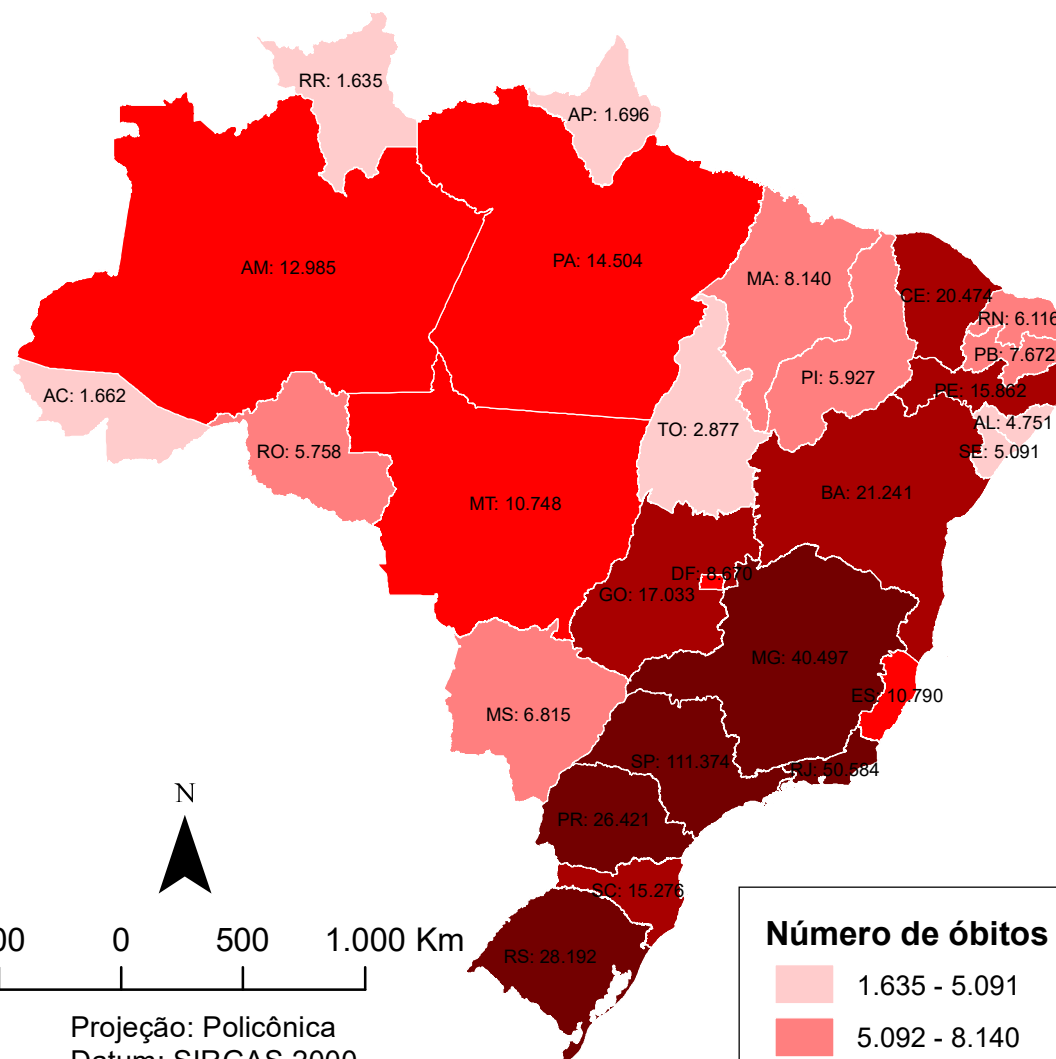 RR: 1.635
AP: 1.696
AM: 12.985
PA: 14.504
MA: 8.140
CE: 20.474
RN: 6.116
PB: 7.672
PI: 5.927
PE: 15.862
AC: 1.662
AL: 4.751
TO: 2.877
RO: 5.758
SE: 5.091
BA: 21.241
MT: 10.748
DF: 8.670
GO: 17.033
MG: 40.497
ES: 10.790
MS: 6.815
SP: 111.374
RJ: 50.584
N
PR: 26.421
SC: 15.276
00 0 500 1.000 Km
RS: 28.192
Número de óbitos
1.635 - 5.091
5.092 - 8.140
Projeção: Policônica
Datum: SIRGAS 2000